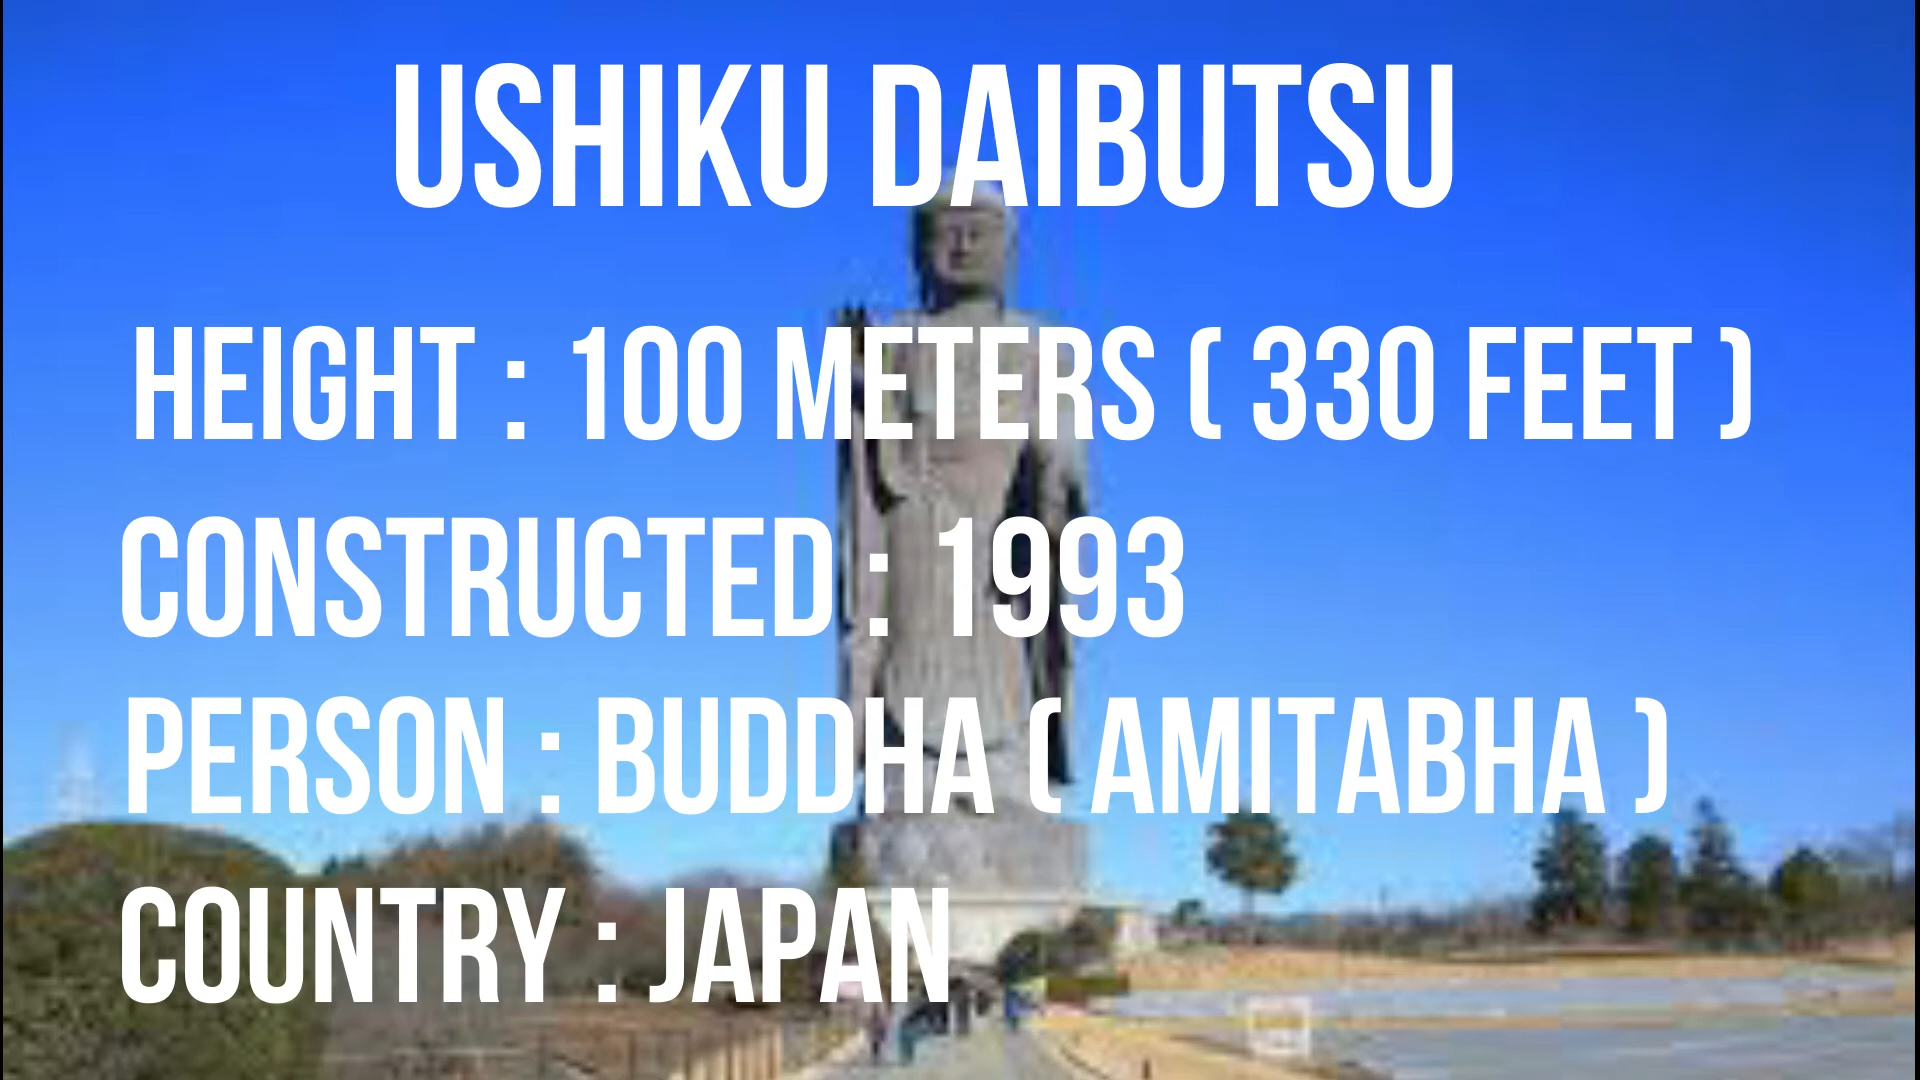 USHIKU DAIBUTSU
HEIGHT : 100 METERS ( 330 FEET )
CONSTRUCTED : 1993
PERSON : BUDDHA ( AMITABHA )
COUNTRY : JAPAN